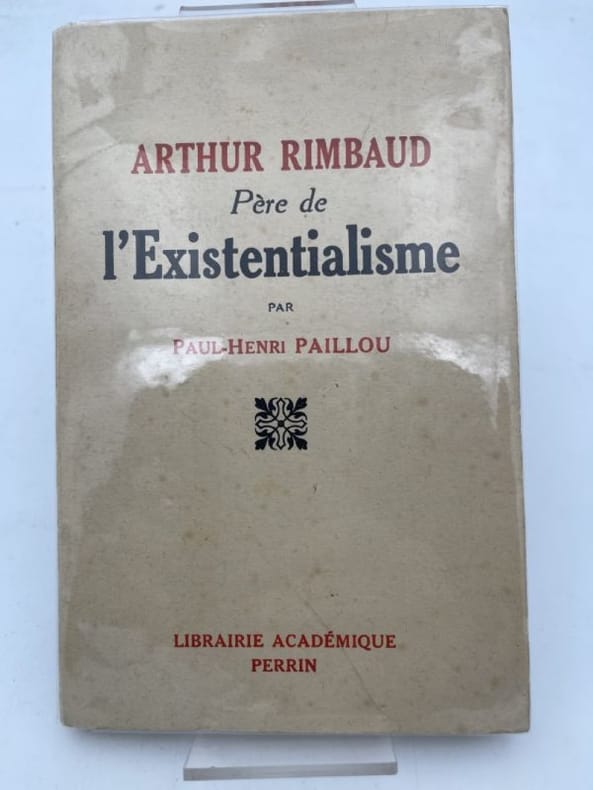 ARTHUR RIMBAUD
Père de
l'Existentialisme
PAR
PAUL-HENRI PAILLOU
LIBRAIRIE ACADÉMIQUE
PERRIN